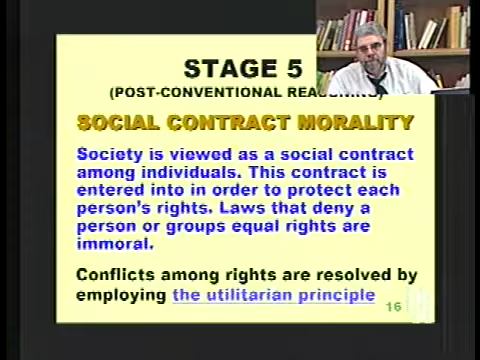 STAGE 5
(POST-CONVENTIONAL REASONING)
SOCIAL CONTRACT MORALITY
Society is viewed as a social contract
among individuals. This contract is
entered into in order to protect each
person's rights. Laws that deny a
person or groups equal rights are
immoral.
Conflicts among rights are resolved by
employing the utilitarian principle
16